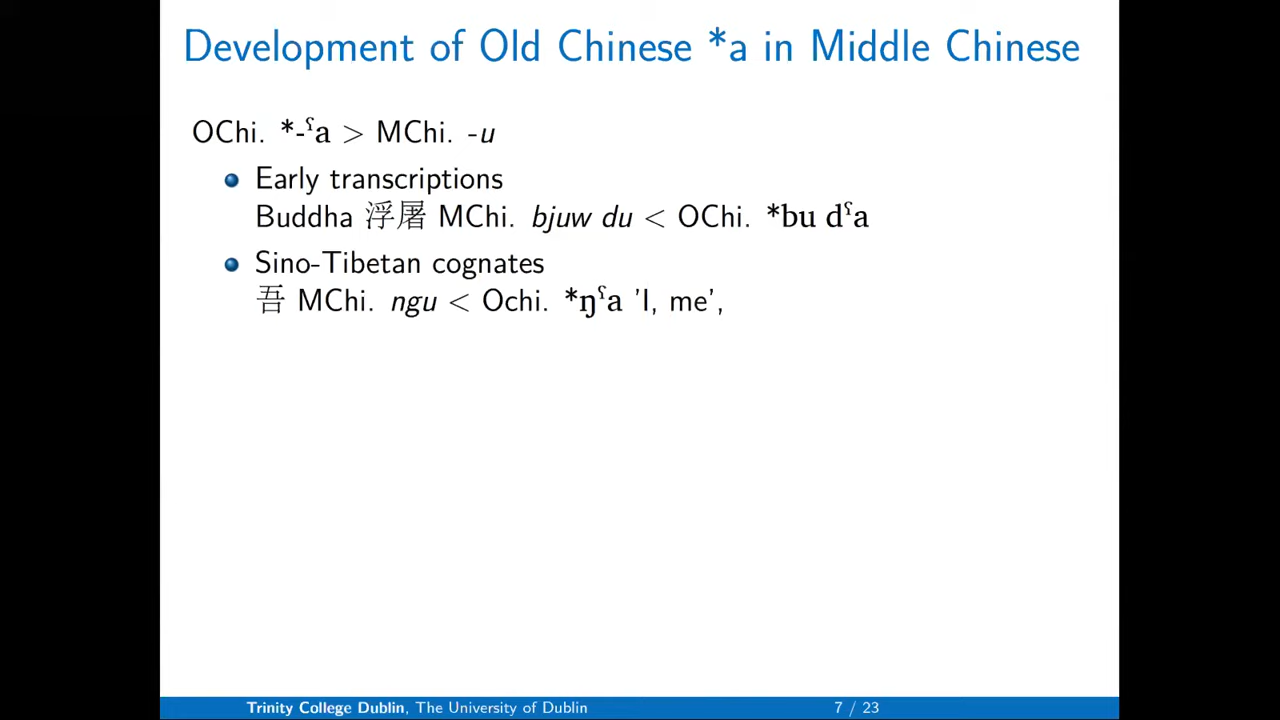 Development of Old Chinese *a in Middle Chinese
OChi. *-ˤa > MChi. -u
Early transcriptions
Buddha 浮屠 MChi. bjuw du < OChi. *bu dˤa
Sino-Tibetan cognates
吾 MChi. ngu < Ochi. *ŋˤa 'I, me',
Trinity College Dublin, The University of Dublin 7 / 23